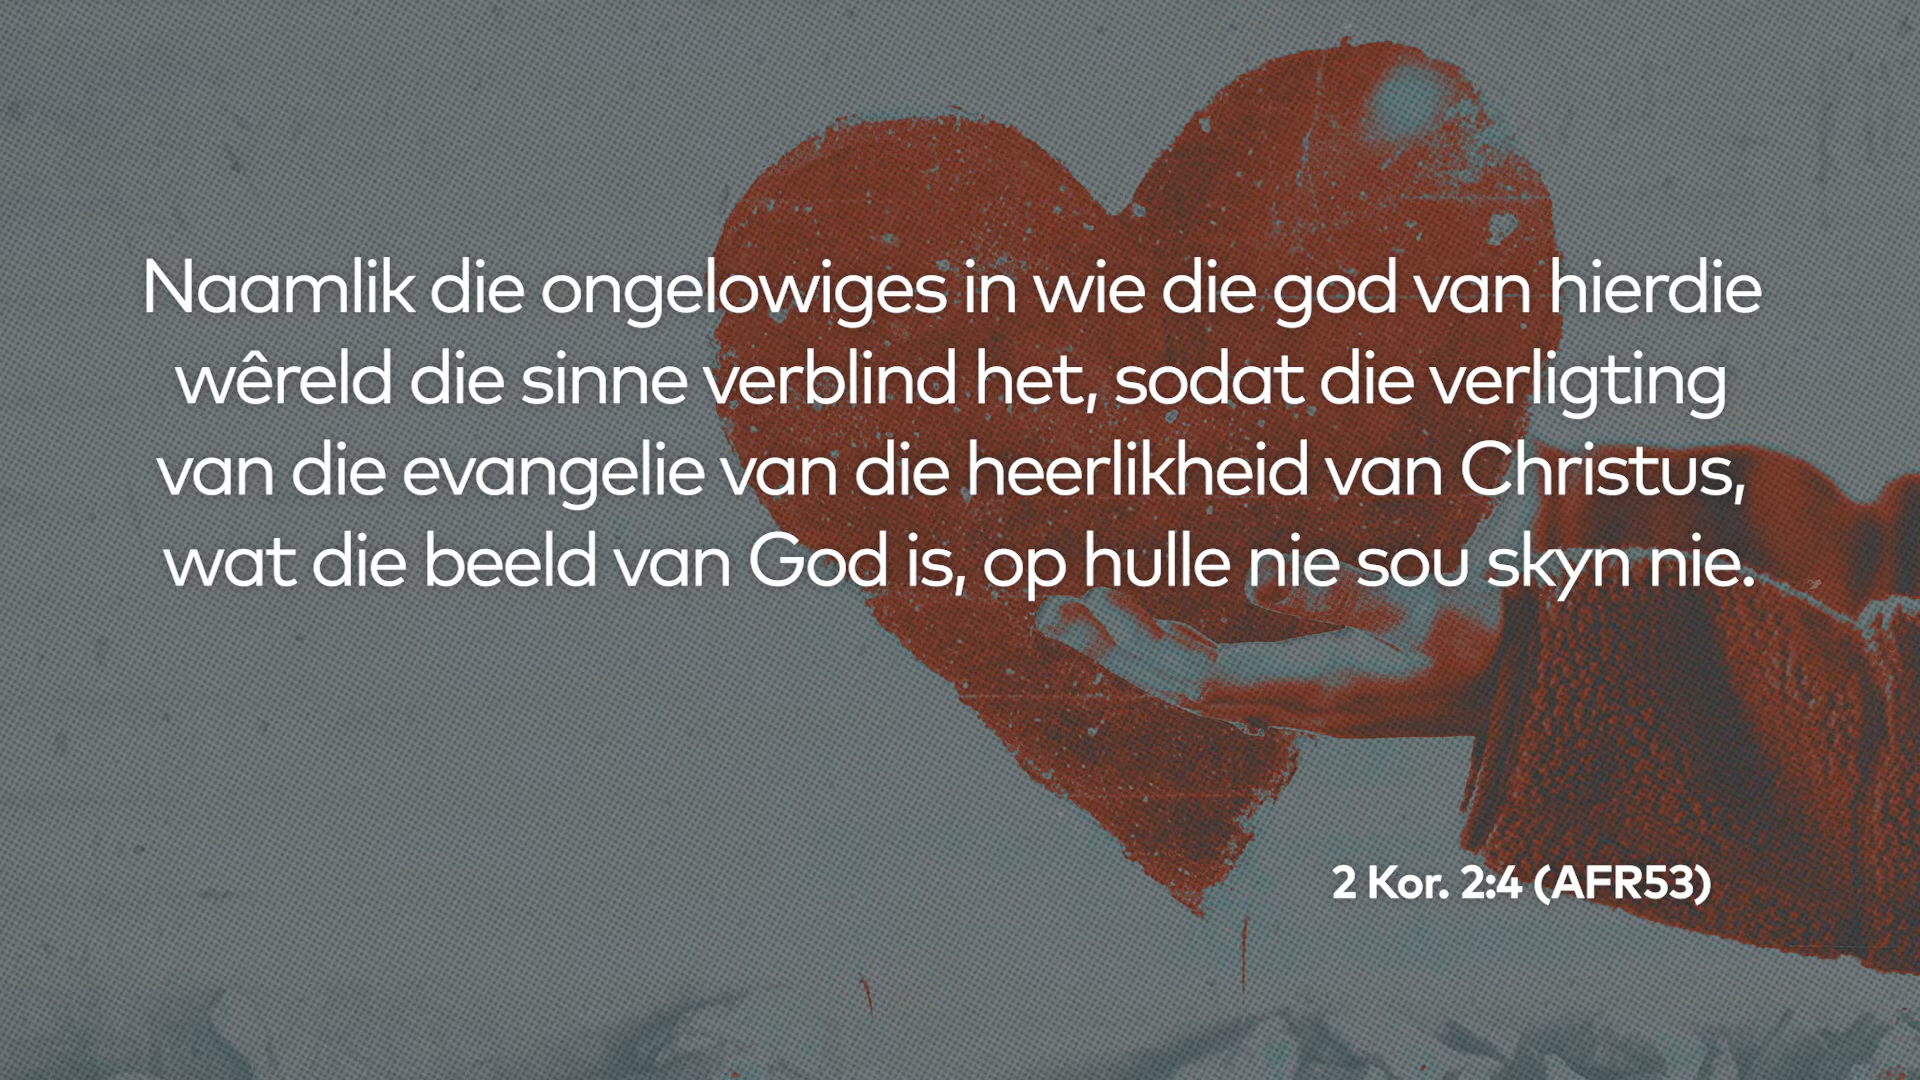 Naamlik die ongelowiges in wie die god van hierdie
wêreld die sinne verblind het, sodat die verligting
van die evangelie van die heerlikheid van Christus,
wat die beeld van God is, op hulle nie sou skyn nie.
2 Kor. 2:4 (AFR53)